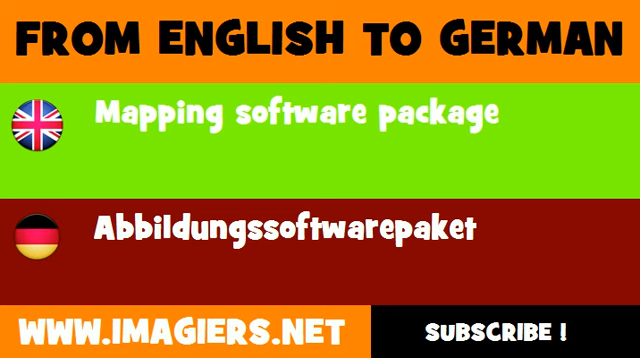 FROM ENGLISH TO GERMAN
Mapping software package
Abbildungssoftwarepaket
WWW.IMAGIERS.NET
SUBSCRIBE !